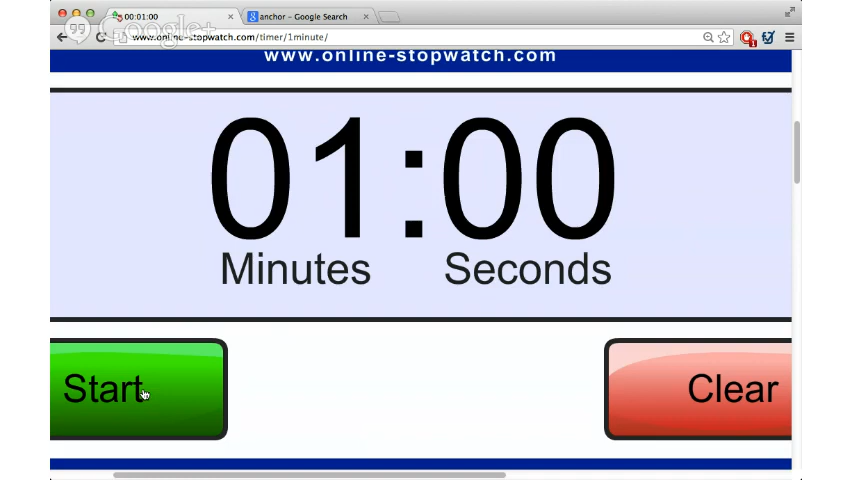 00:01:00
anchor - Google Search
Google+
www.online-stopwatch.com/timer/1minute/
www.online-stopwatch.com
01:00
Minutes Seconds
Start Clear